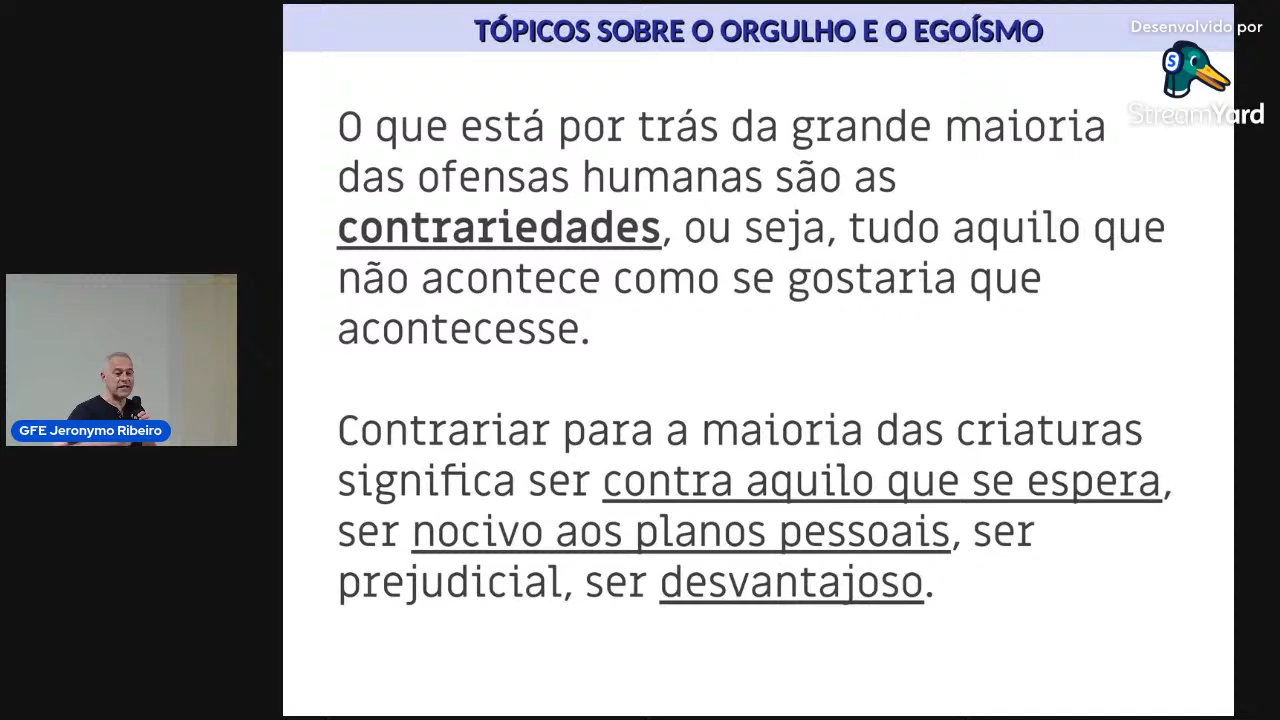 TÓPICOS SOBRE O ORGULHO E O EGOÍSMO
Desenvolvido por
S
StreamYard
O que está por trás da grande maioria
das ofensas humanas são as
contrariedades, ou seja, tudo aquilo que
não acontece como se gostaria que
acontecesse.
Contrariar para a maioria das criaturas
significa ser contra aquilo que se espera,
ser nocivo aos planos pessoais, ser
prejudicial, ser desvantajoso.
GFE Jeronymo Ribeiro